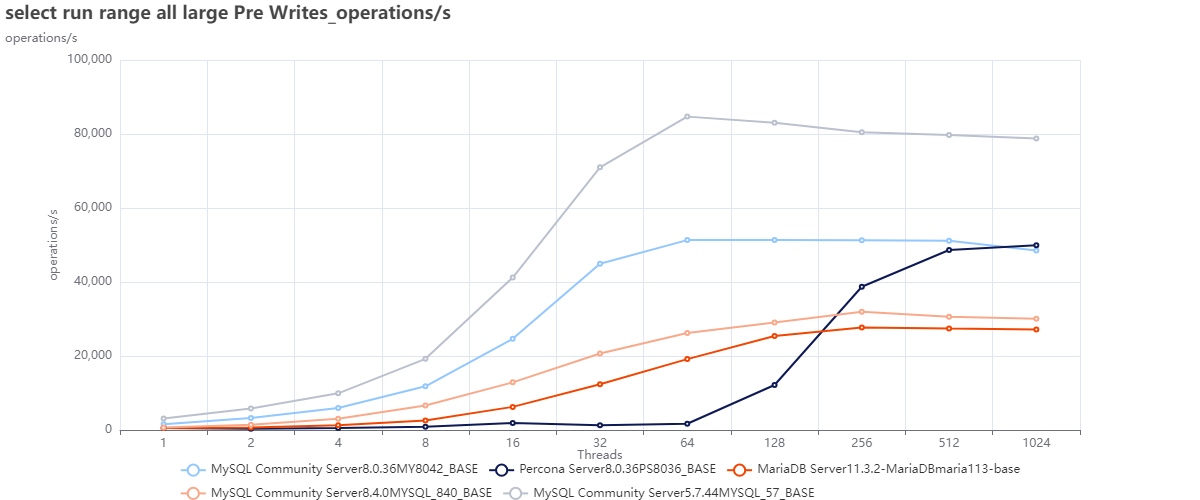 select run range all large Pre Writes_operations/s
operations/s
100,000
80,000
60,000
40,000
20,000
0
operations/s
1 2 4 8 16 32 64 128 256 512 1024
Threads
MySQL Community Server8.0.36MY8042_BASE Percona Server8.0.36PS8036_BASE MariaDB Server11.3.2-MariaDBmaria113-base
MySQL Community Server8.4.0MYSQL_840_BASE MySQL Community Server5.7.44MYSQL_57_BASE